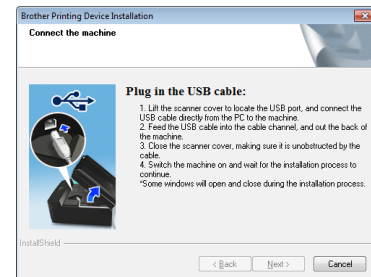 Brother Printing Device Installation
Connect the machine
Plug in the USB cable:
1. Lift the scanner cover to locate the USB port, and connect the
USB cable directly from the PC to the machine.
2. Feed the USB cable into the cable channel, and out the back of
the machine.
3. Close the scanner cover, making sure it is unobstructed by the
cable.
4. Switch the machine on and wait for the installation process to
continue.
*Some windows will open and close during the installation process.
InstallShield
< Back
Next >
Cancel